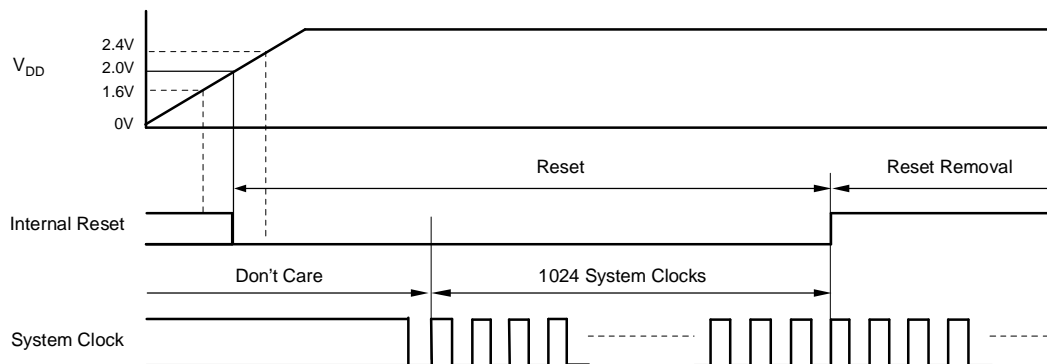 2.4V
V_DD
2.0V
1.6V
0V
Reset
Reset Removal
Internal Reset
Don't Care
1024 System Clocks
System Clock